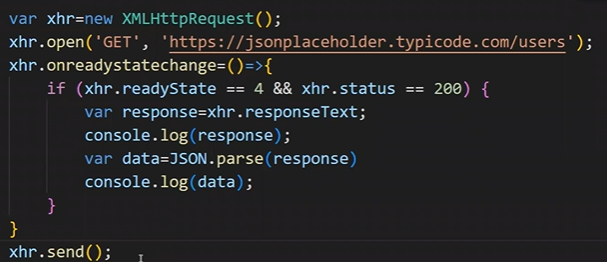 var xhr=new XMLHttpRequest();
xhr.open('GET', 'https://jsonplaceholder.typicode.com/users');
xhr.onreadystatechange=()=>{
    if (xhr.readyState == 4 && xhr.status == 200) {
        var response=xhr.responseText;
        console.log(response);
        var data=JSON.parse(response)
        console.log(data);
    }
}
xhr.send();